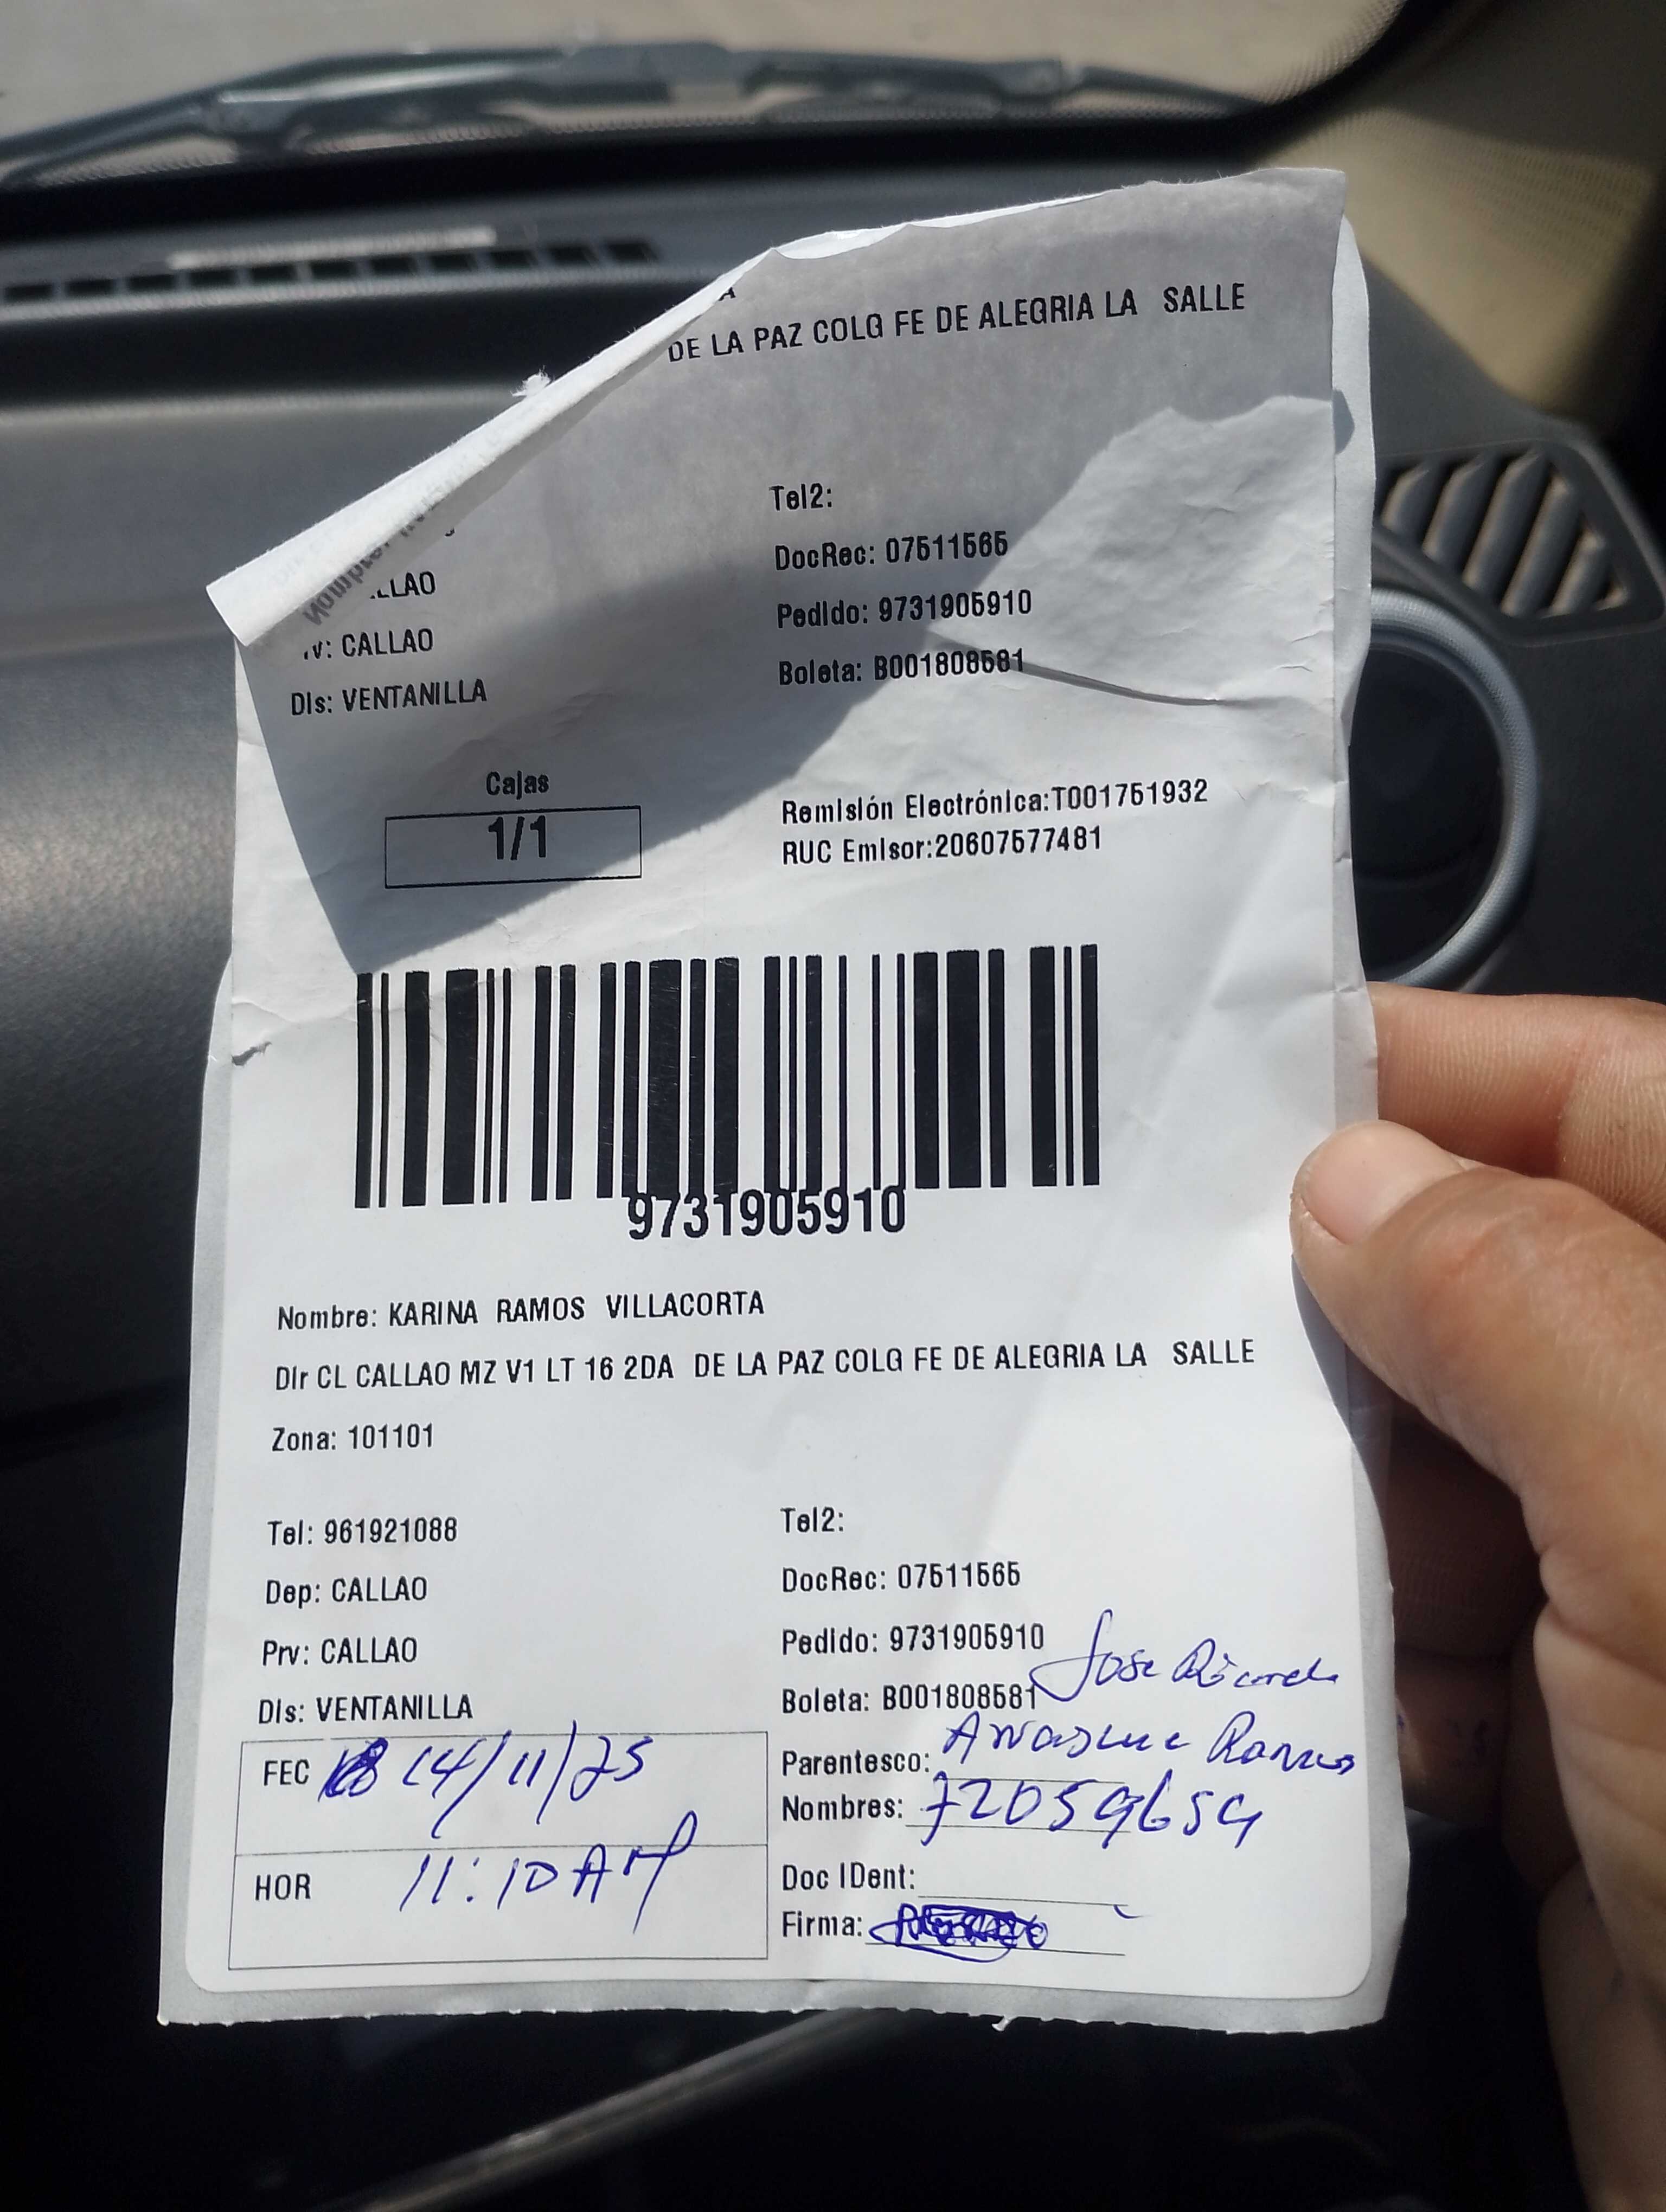 DE LA PAZ COLG FE DE ALEGRIA LA SALLE
Tel2:
DocRec: 07511565
LLAO
Pedido: 9731905910
v: CALLAO
Boleta: B001808581
Dis: VENTANILLA
Cajas
1/1
Remisión Electrónica:T001751932
RUC Emisor:20607577481
9731905910
Nombre: KARINA RAMOS VILLACORTA
Dir CL CALLAO MZ V1 LT 16 2DA DE LA PAZ COLG FE DE ALEGRIA LA SALLE
Zona: 101101
Tel: 961921088
Tel2:
Dep: CALLAO
DocRec: 07511565
Prv: CALLAO
Pedido: 9731905910
Jose Ricardo
Dis: VENTANILLA
Boleta: B001808581
FEC 14/11/25
Parentesco: Ramos
Nombres: 72059659
HOR 11:10 AM
Doc IDent:
Firma: